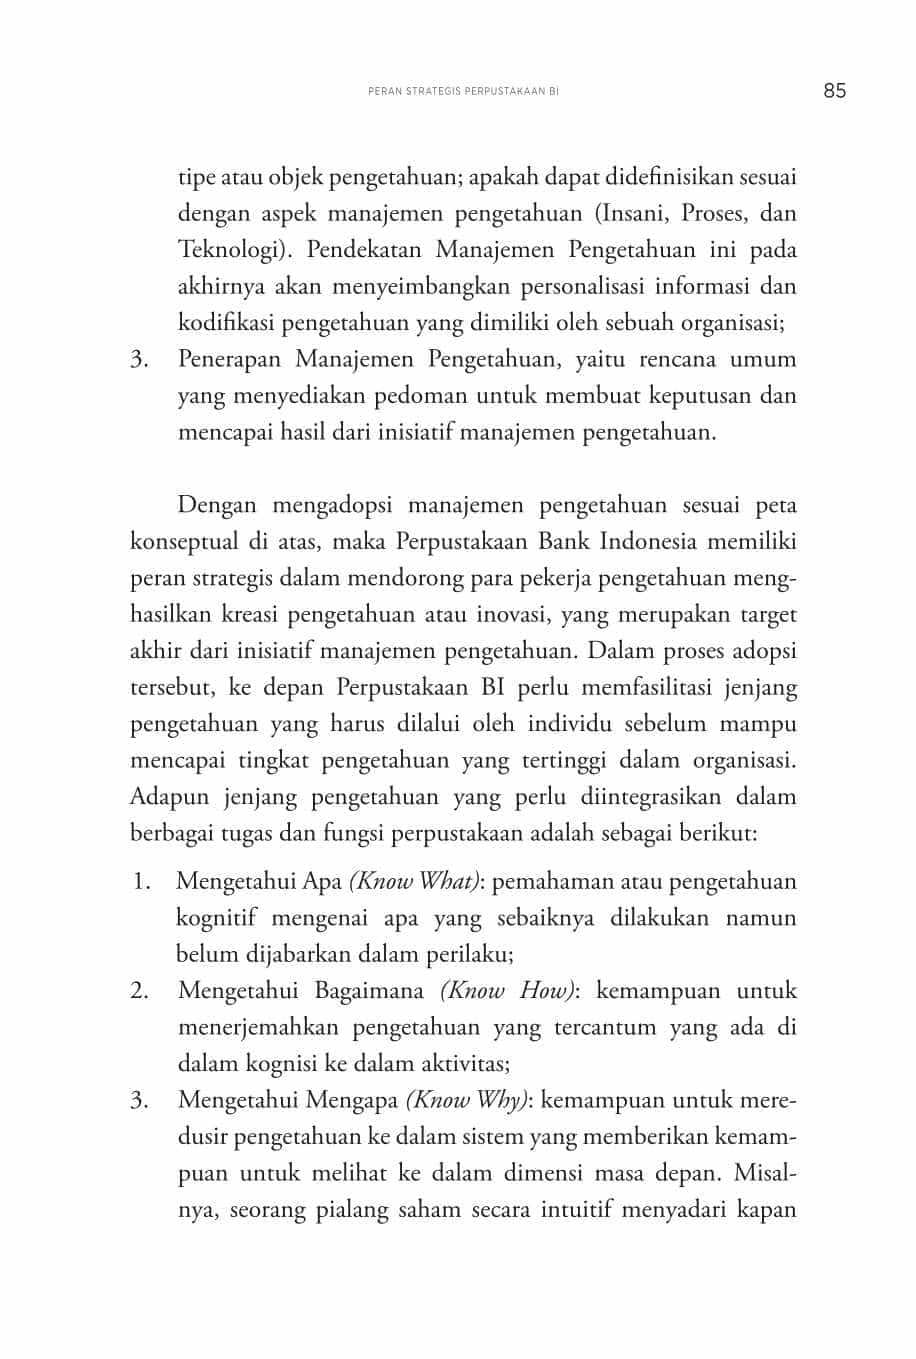 PERAN STRATEGIS PERPUSTAKAAN BI 85
tipe atau objek pengetahuan; apakah dapat didefinisikan sesuai
dengan aspek manajemen pengetahuan (Insani, Proses, dan
Teknologi). Pendekatan Manajemen Pengetahuan ini pada
akhirnya akan menyeimbangkan personalisasi informasi dan
kodifikasi pengetahuan yang dimiliki oleh sebuah organisasi;
3. Penerapan Manajemen Pengetahuan, yaitu rencana umum
yang menyediakan pedoman untuk membuat keputusan dan
mencapai hasil dari inisiatif manajemen pengetahuan.
Dengan mengadopsi manajemen pengetahuan sesuai peta
konseptual di atas, maka Perpustakaan Bank Indonesia memiliki
peran strategis dalam mendorong para pekerja pengetahuan meng-
hasilkan kreasi pengetahuan atau inovasi, yang merupakan target
akhir dari inisiatif manajemen pengetahuan. Dalam proses adopsi
tersebut, ke depan Perpustakaan BI perlu memfasilitasi jenjang
pengetahuan yang harus dilalui oleh individu sebelum mampu
mencapai tingkat pengetahuan yang tertinggi dalam organisasi.
Adapun jenjang pengetahuan yang perlu diintegrasikan dalam
berbagai tugas dan fungsi perpustakaan adalah sebagai berikut:
1. Mengetahui Apa (Know What): pemahaman atau pengetahuan
kognitif mengenai apa yang sebaiknya dilakukan namun
belum dijabarkan dalam perilaku;
2. Mengetahui Bagaimana (Know How): kemampuan untuk
menerjemahkan pengetahuan yang tercantum yang ada di
dalam kognisi ke dalam aktivitas;
3. Mengetahui Mengapa (Know Why): kemampuan untuk mere-
dusir pengetahuan ke dalam sistem yang memberikan kemam-
puan untuk melihat ke dalam dimensi masa depan. Misal-
nya, seorang pialang saham secara intuitif menyadari kapan